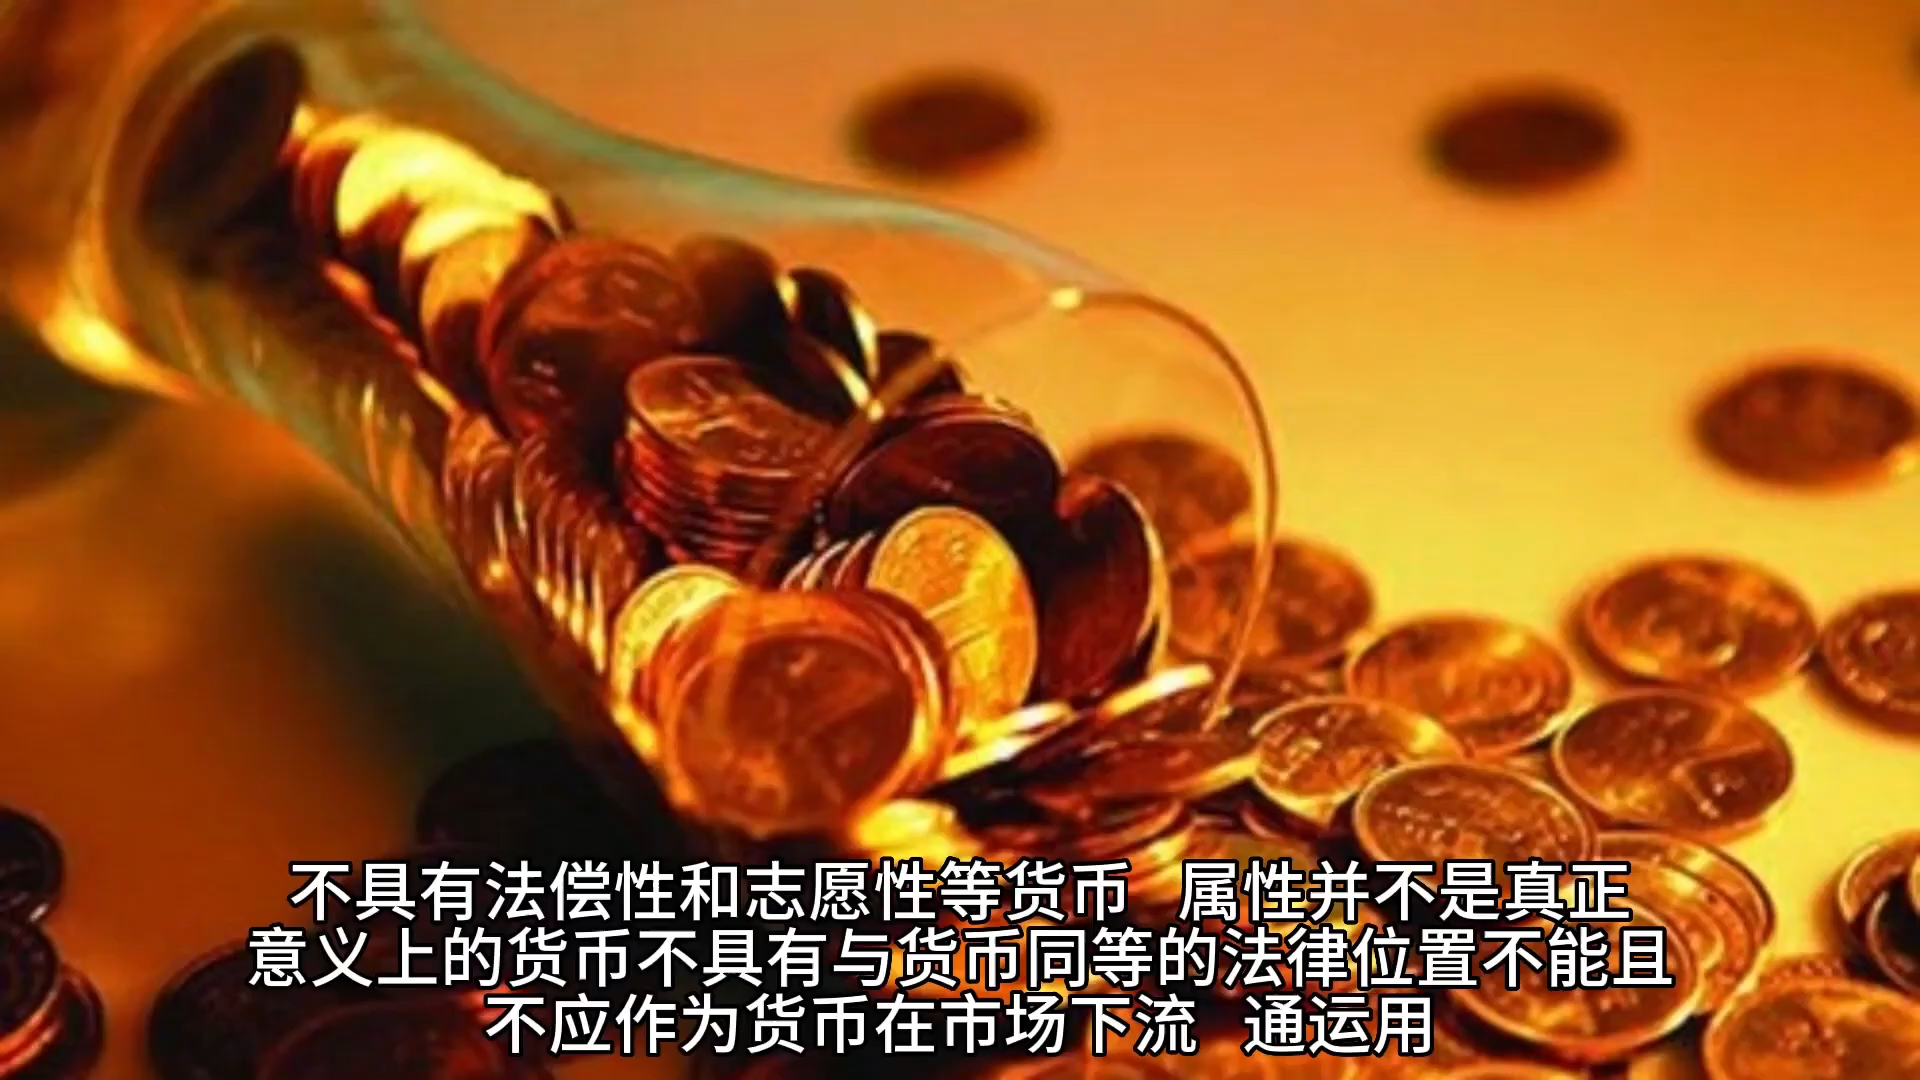 不具有法偿性和志愿性等货币 属性并不是真正
意义上的货币不具有与货币同等的法律位置不能且
不应作为货币在市场下流 通运用